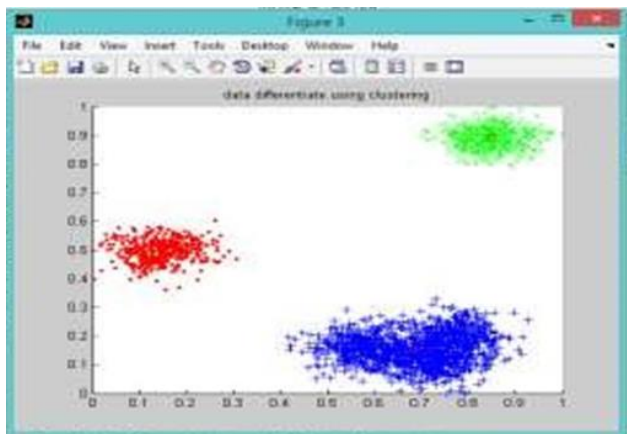 Figure 3
File Edit View Insert Tools Desktop Window Help
data differentiate using clustering
1
0.9
0.8
0.7
0.6
0.5
0.4
0.3
0.2
0.1
0
0 0.1 0.2 0.3 0.4 0.5 0.6 0.7 0.8 0.9 1